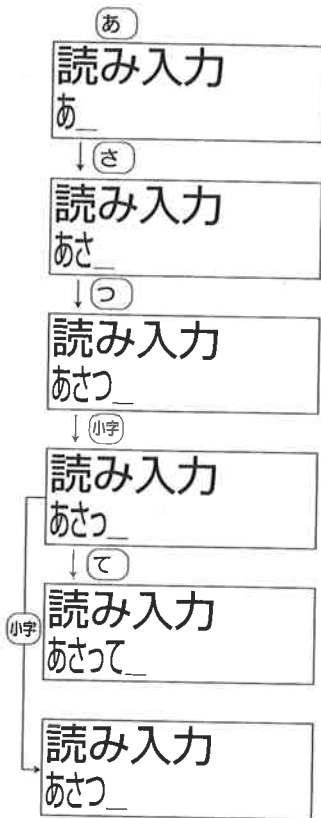 あ
読み入力
あ_
さ
読み入力
あさ_
つ
読み入力
あさつ_
小字
読み入力
あさっ_
て
読み入力
あさって_
小字
読み入力
あさつ_